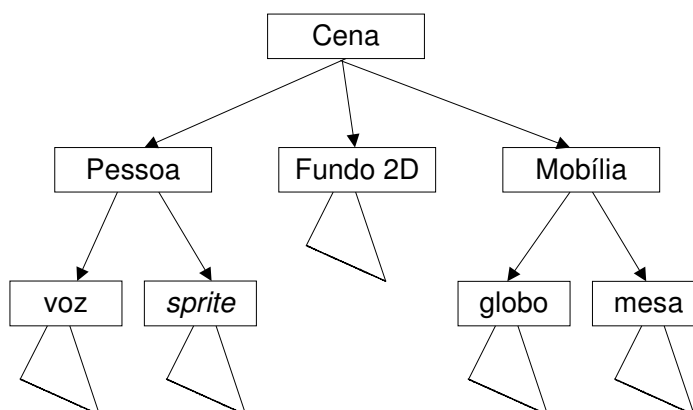 Cena
Pessoa
Fundo 2D
Mobília
voz
sprite
globo
mesa